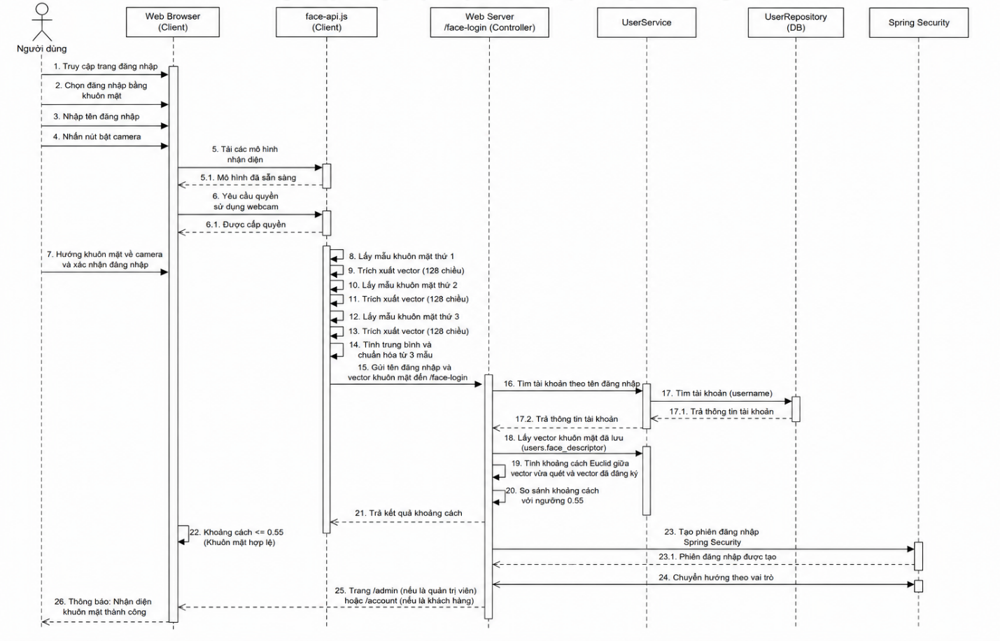 Web Browser
(Client)
face-api.js
(Client)
Web Server
/face-login (Controller)
UserService
UserRepository
(DB)
Spring Security
Người dùng
1. Truy cập trang đăng nhập
2. Chọn đăng nhập bằng
khuôn mặt
3. Nhập tên đăng nhập
4. Nhấn nút bật camera
5. Tải các mô hình
nhận diện
5.1. Mô hình đã sẵn sàng
6. Yêu cầu quyền
sử dụng webcam
6.1. Được cấp quyền
7. Hướng khuôn mặt về camera
và xác nhận đăng nhập
8. Lấy mẫu khuôn mặt thứ 1
9. Trích xuất vector (128 chiều)
10. Lấy mẫu khuôn mặt thứ 2
11. Trích xuất vector (128 chiều)
12. Lấy mẫu khuôn mặt thứ 3
13. Trích xuất vector (128 chiều)
14. Tính trung bình và
chuẩn hóa từ 3 mẫu
15. Gửi tên đăng nhập và
vector khuôn mặt đến /face-login
16. Tìm tài khoản theo tên đăng nhập
17. Tìm tài khoản (username)
17.1. Trả thông tin tài khoản
17.2. Trả thông tin tài khoản
18. Lấy vector khuôn mặt đã lưu
(users.face_descriptor)
19. Tính khoảng cách Euclid giữa
vector vừa quét và vector đã đăng ký
20. So sánh khoảng cách
với ngưỡng 0.55
21. Trả kết quả khoảng cách
22. Khoảng cách <= 0.55
(Khuôn mặt hợp lệ)
23. Tạo phiên đăng nhập
Spring Security
23.1. Phiên đăng nhập được tạo
24. Chuyển hướng theo vai trò
25. Trang /admin (nếu là quản trị viên)
hoặc /account (nếu là khách hàng)
26. Thông báo: Nhận diện
khuôn mặt thành công